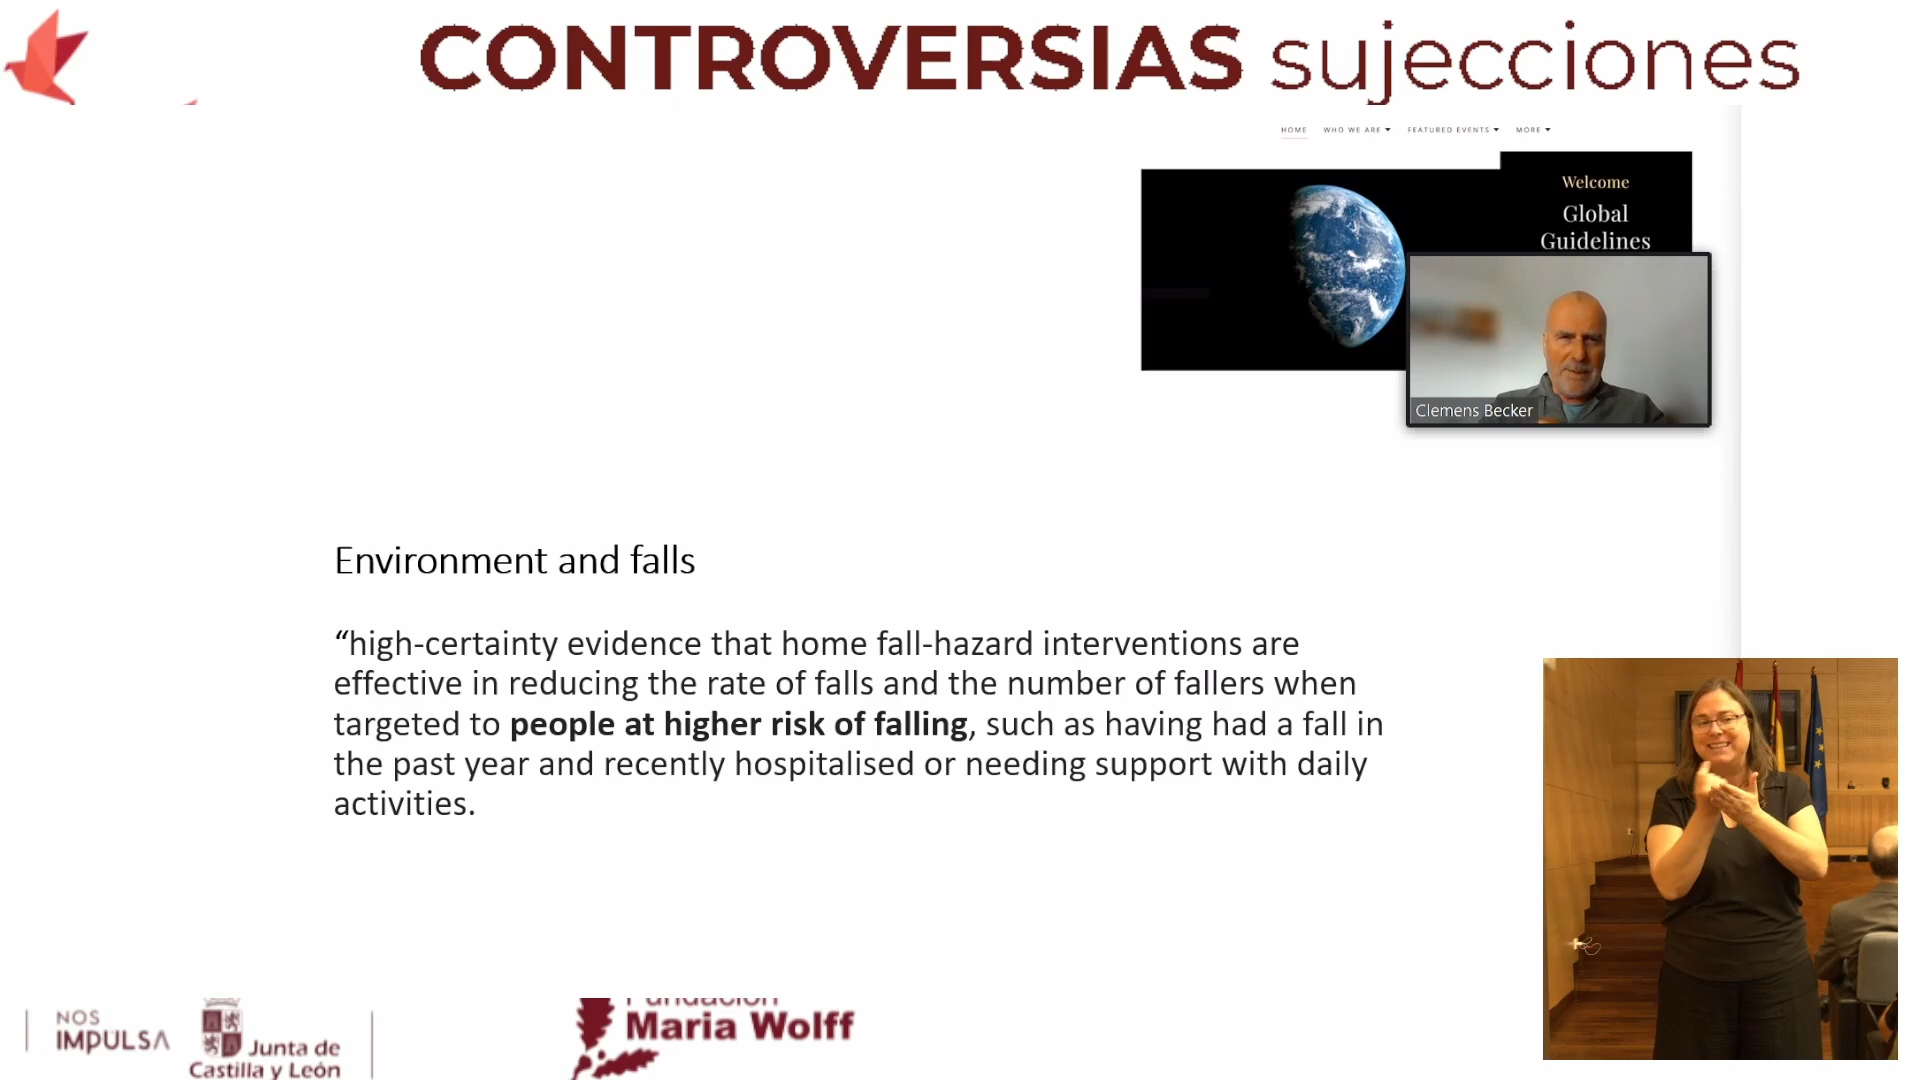 CONTROVERSIAS sujecciones
HOME WHO WE ARE FEATURED EVENTS MORE
Welcome
Global
Guidelines
Clemens Becker
Environment and falls
“high-certainty evidence that home fall-hazard interventions are
effective in reducing the rate of falls and the number of fallers when
targeted to people at higher risk of falling, such as having had a fall in
the past year and recently hospitalised or needing support with daily
activities.
NOS
IMPULSA
Junta de
Castilla y León
Fundación
Maria Wolff